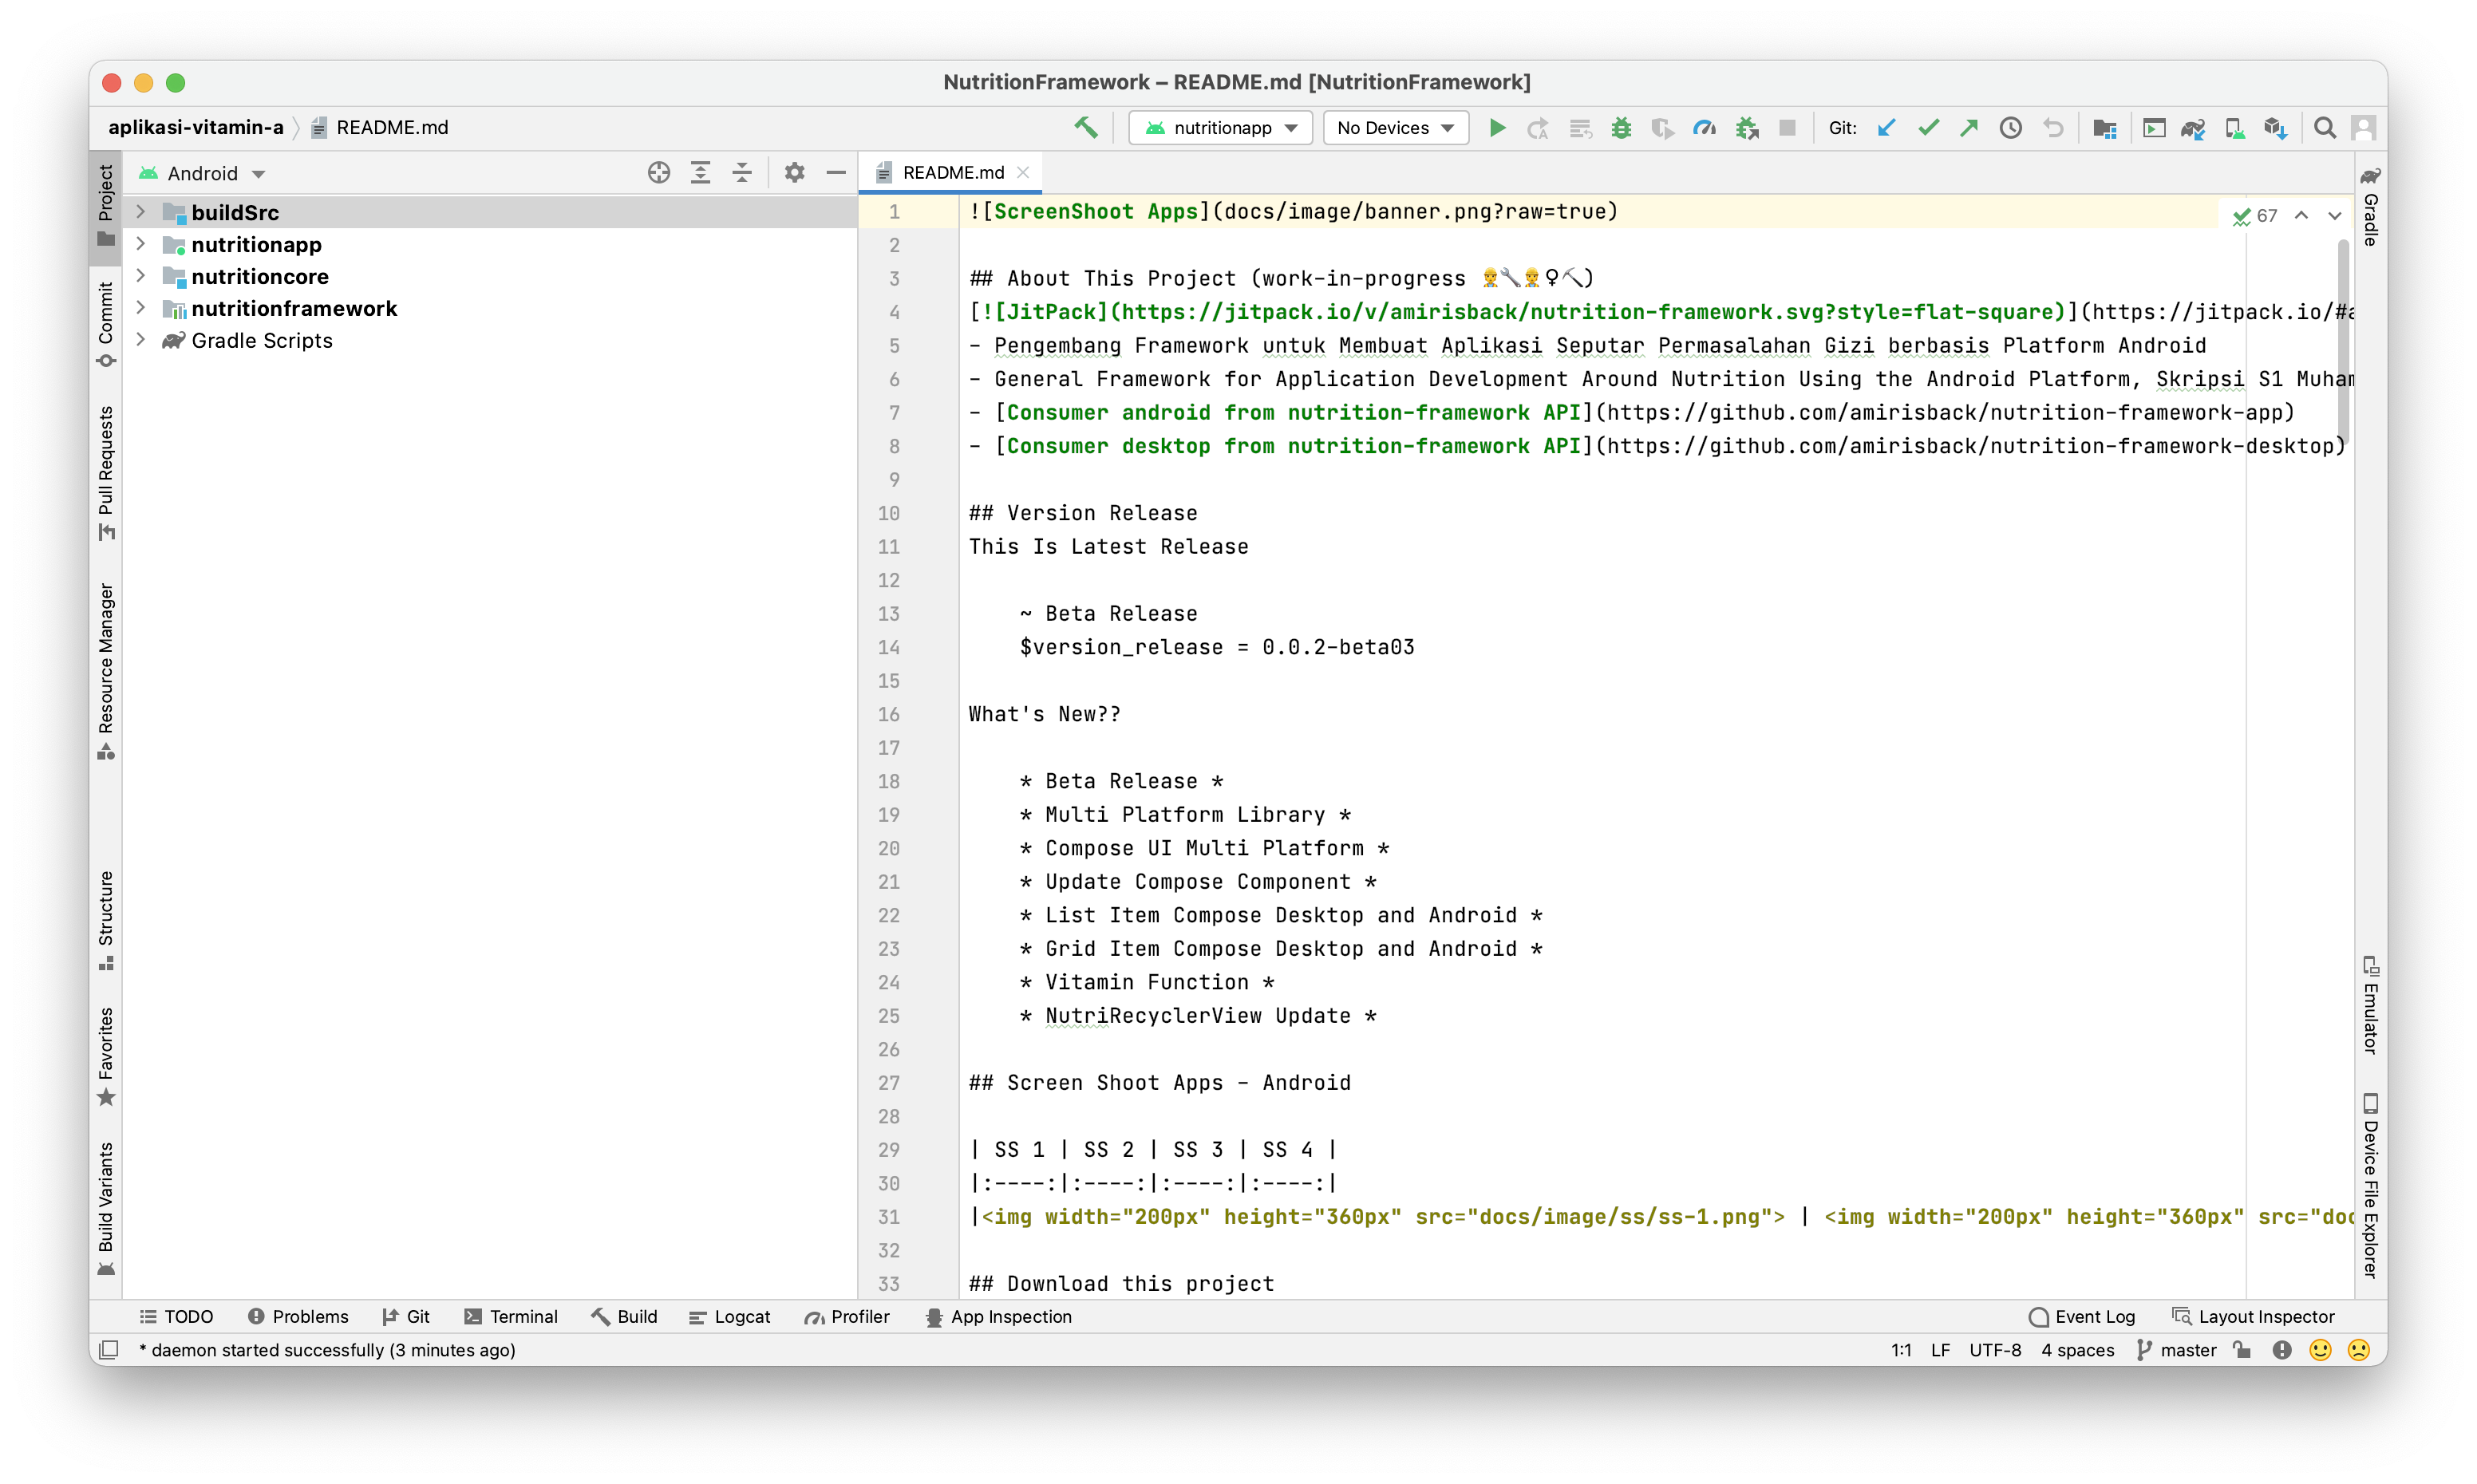 NutritionFramework – README.md [NutritionFramework]
aplikasi-vitamin-a README.md nutritionapp No Devices Git:
Project
Commit
Pull Requests
Resource Manager
Structure
Favorites
Build Variants
Android
buildSrc
nutritionapp
nutritioncore
nutritionframework
Gradle Scripts
README.md
67
1 ![ScreenShoot Apps](docs/image/banner.png?raw=true)
2
3 ## About This Project (work-in-progress 👷🔧👷♀⛏)
4 [![JitPack](https://jitpack.io/v/amirisback/nutrition-framework.svg?style=flat-square)](https://jitpack.io/#a
5 - Pengembang Framework untuk Membuat Aplikasi Seputar Permasalahan Gizi berbasis Platform Android
6 - General Framework for Application Development Around Nutrition Using the Android Platform, Skripsi S1 Muham
7 - [Consumer android from nutrition-framework API](https://github.com/amirisback/nutrition-framework-app)
8 - [Consumer desktop from nutrition-framework API](https://github.com/amirisback/nutrition-framework-desktop)
9
10 ## Version Release
11 This Is Latest Release
12
13 ~ Beta Release
14 $version_release = 0.0.2-beta03
15
16 What's New??
17
18 * Beta Release *
19 * Multi Platform Library *
20 * Compose UI Multi Platform *
21 * Update Compose Component *
22 * List Item Compose Desktop and Android *
23 * Grid Item Compose Desktop and Android *
24 * Vitamin Function *
25 * NutriRecyclerView Update *
26
27 ## Screen Shoot Apps - Android
28
29 | SS 1 | SS 2 | SS 3 | SS 4 |
30 |:----:|:----:|:----:|:----:|
31 |<img width="200px" height="360px" src="docs/image/ss/ss-1.png"> | <img width="200px" height="360px" src="doc
32
33 ## Download this project
Gradle
Emulator
Device File Explorer
TODO Problems Git Terminal Build Logcat Profiler App Inspection Event Log Layout Inspector
* daemon started successfully (3 minutes ago) 1:1 LF UTF-8 4 spaces master